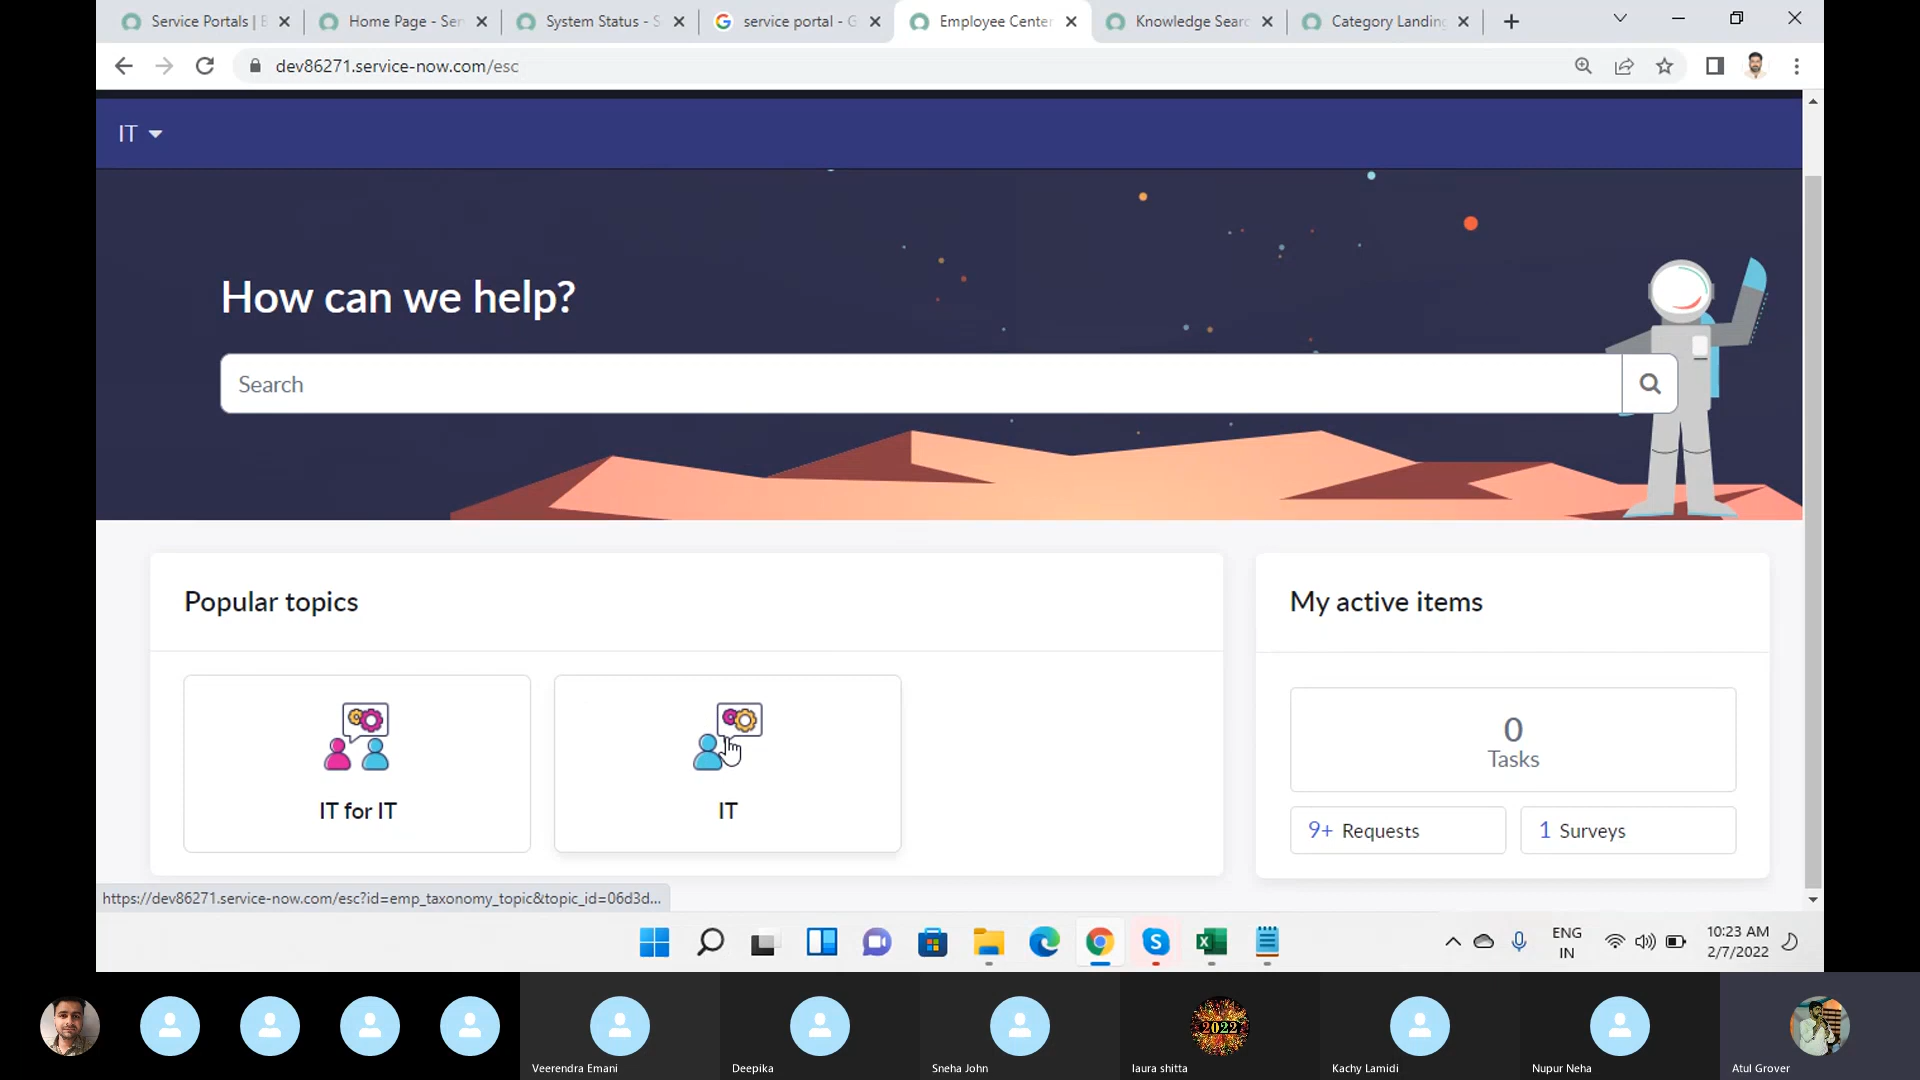 Service Portals | B
Home Page - Ser
System Status - S
service portal - G
Employee Center
Knowledge Searc
Category Landing
dev86271.service-now.com/esc
IT
How can we help?
Search
Popular topics
My active items
IT for IT
IT
0
Tasks
9+ Requests
1 Surveys
https://dev86271.service-now.com/esc?id=emp_taxonomy_topic&topic_id=06d3d...
ENG
IN
10:23 AM
2/7/2022
2022
Veerendra Emani
Deepika
Sneha John
laura shitta
Kachy Lamidi
Nupur Neha
Atul Grover